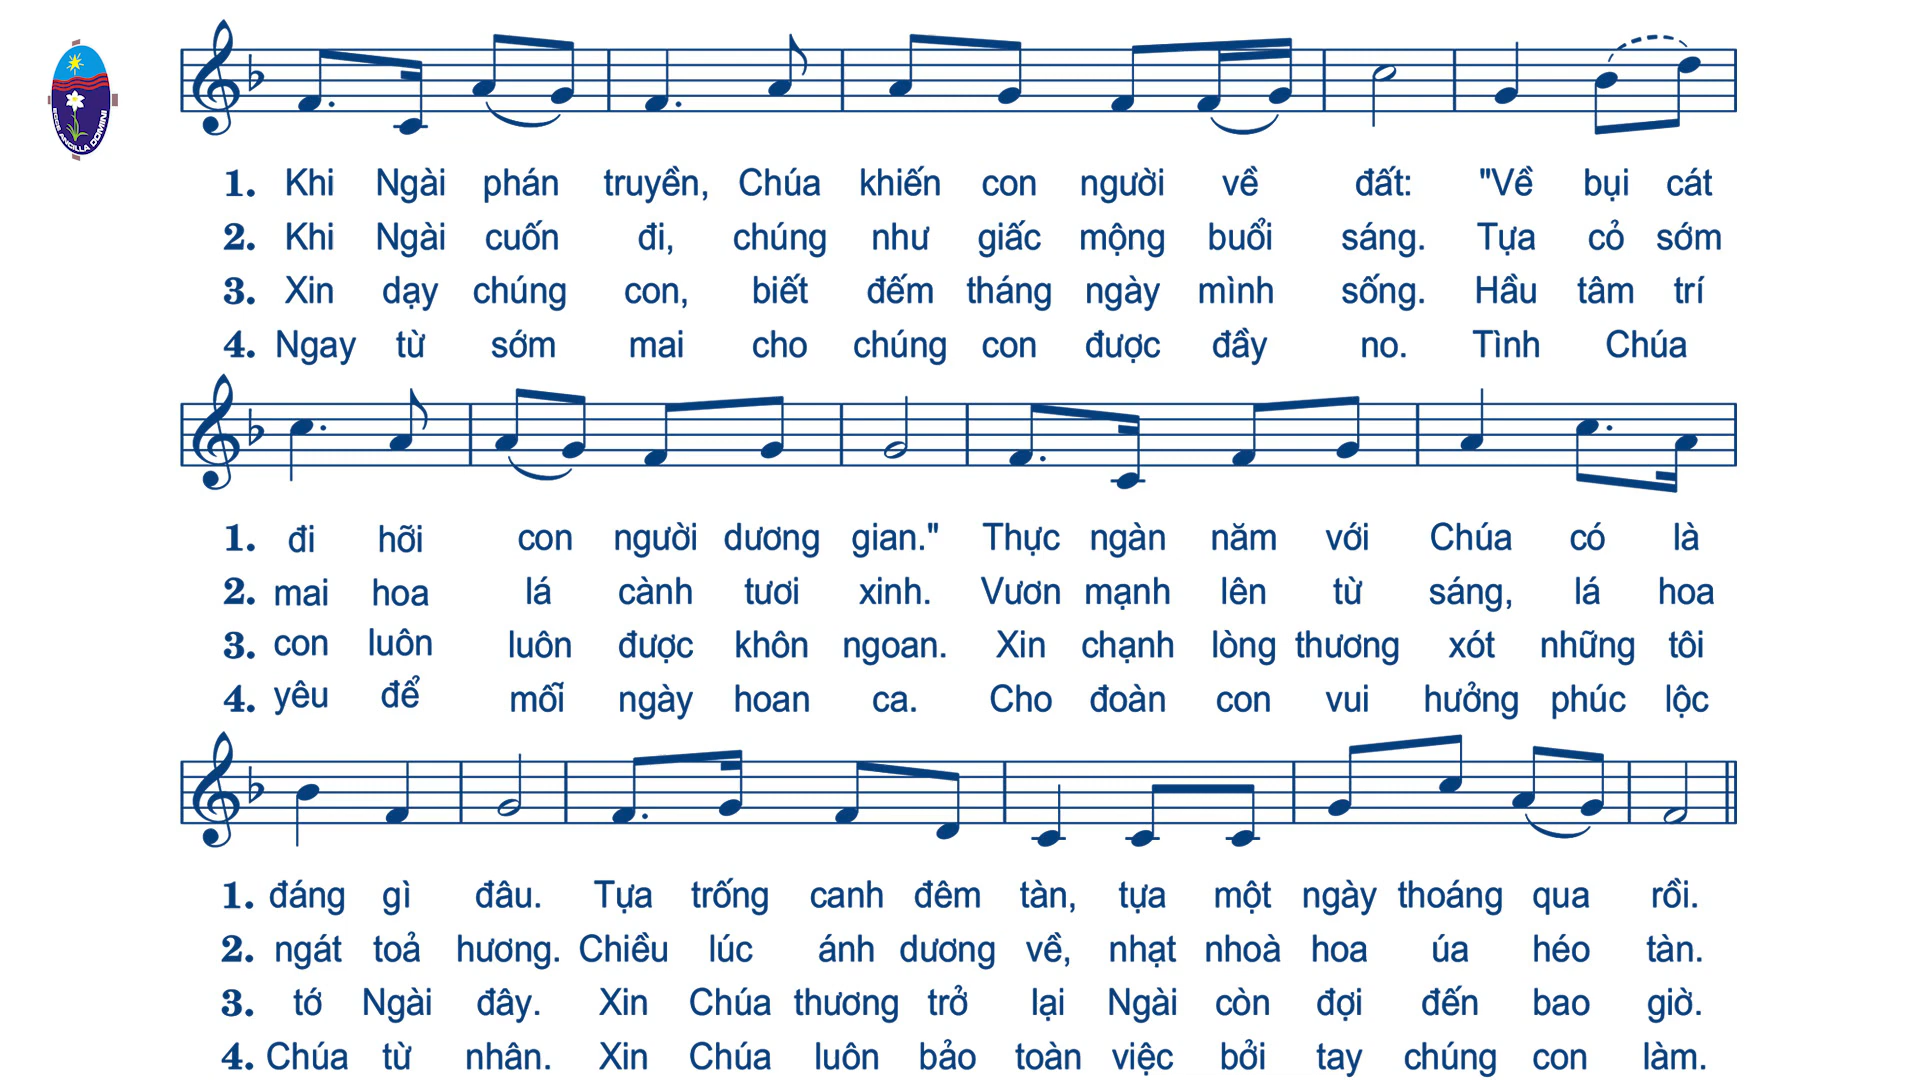 ECCE ANCILLA DOMINI
1. Khi Ngài phán truyền, Chúa khiến con người về đất: "Về bụi cát
2. Khi Ngài cuốn đi, chúng như giấc mộng buổi sáng. Tựa cỏ sớm
3. Xin dạy chúng con, biết đếm tháng ngày mình sống. Hầu tâm trí
4. Ngay từ sớm mai cho chúng con được đầy no. Tình Chúa
1. đi hỡi con người dương gian." Thực ngàn năm với Chúa có là
2. mai hoa lá cành tươi xinh. Vươn mạnh lên từ sáng, lá hoa
3. con luôn luôn được khôn ngoan. Xin chạnh lòng thương xót những tôi
4. yêu để mỗi ngày hoan ca. Cho đoàn con vui hưởng phúc lộc
1. đáng gì đâu. Tựa trống canh đêm tàn, tựa một ngày thoáng qua rồi.
2. ngát toả hương. Chiều lúc ánh dương về, nhạt nhoà hoa úa héo tàn.
3. tớ Ngài đây. Xin Chúa thương trở lại Ngài còn đợi đến bao giờ.
4. Chúa từ nhân. Xin Chúa luôn bảo toàn việc bởi tay chúng con làm.